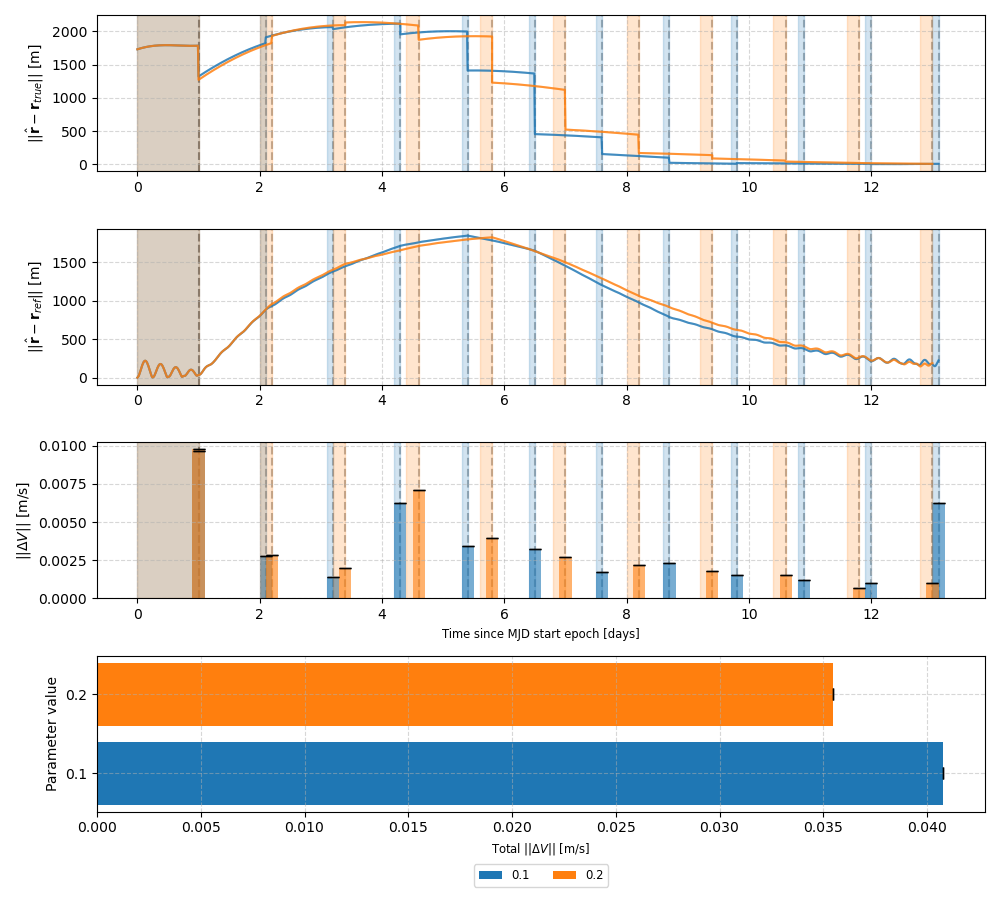 2000
1500
1000
500
0
||r̂ − r_true|| [m]
0 2 4 6 8 10 12
1500
1000
500
0
||r̂ − r_ref|| [m]
0 2 4 6 8 10 12
0.0100
0.0075
0.0050
0.0025
0.0000
||ΔV|| [m/s]
0 2 4 6 8 10 12
Time since MJD start epoch [days]
0.2
0.1
Parameter value
0.000 0.005 0.010 0.015 0.020 0.025 0.030 0.035 0.040
Total ||ΔV|| [m/s]
0.1 0.2